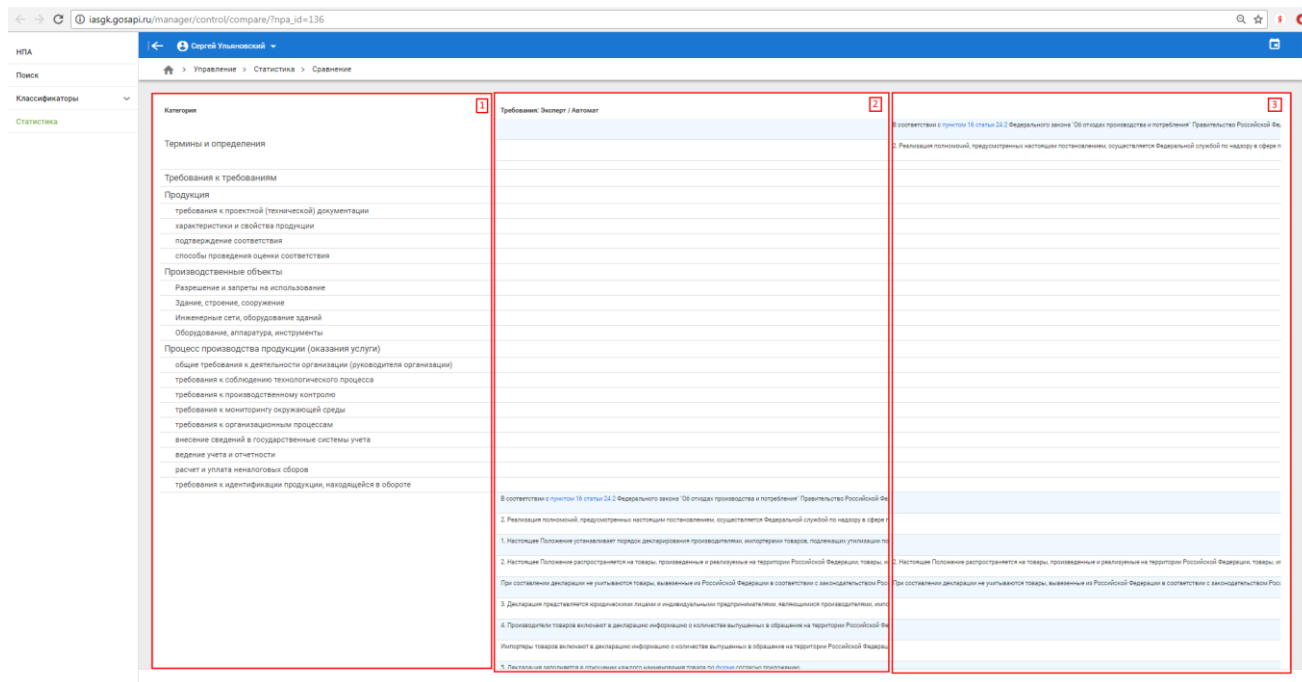 iasgk.gosapi.ru/manager/control/compare/?npa_id=136
НПА
Поиск
Классификаторы
Статистика
Сергей Ульяновский
> Управление > Статистика > Сравнение
Категория
1
Термины и определения
Требования к требованиям
Продукция
требования к проектной (технической) документации
характеристики и свойства продукции
подтверждение соответствия
способы проведения оценки соответствия
Производственные объекты
Разрешение и запреты на использование
Здание, строение, сооружение
Инженерные сети, оборудование зданий
Оборудование, аппаратура, инструменты
Процесс производства продукции (оказания услуги)
общие требования к деятельности организации (руководителя организации)
требования к соблюдению технологического процесса
требования к производственному контролю
требования к мониторингу окружающей среды
требования к организационным процессам
внесение сведений в государственные системы учета
ведение учета и отчетности
расчет и уплата неналоговых сборов
требования к идентификации продукции, находящейся в обороте
Требования: Эксперт / Автомат
2
В соответствии с пунктом 16 статьи 24.2 Федерального закона "Об отходах производства и потребления" Правительство Российской Фе
2. Реализация полномочий, предусмотренных настоящим постановлением, осуществляется Федеральной службой по надзору в сфере п
1. Настоящее Положение устанавливает порядок декларирования производителями, импортерами товаров, подлежащих утилизации по
2. Настоящее Положение распространяется на товары, произведенные и реализуемые на территории Российской Федерации, товары, и
При составлении декларации не учитываются товары, вывезенные из Российской Федерации в соответствии с законодательством Рос
3. Декларация представляется юридическими лицами и индивидуальными предпринимателями, являющимися производителями, импо
4. Производители товаров включают в декларацию информацию о количестве выпущенных в обращение на территории Российской Фе
Импортеры товаров включают в декларацию информацию о количестве выпущенных в обращение на территории Российской Федерац
5. Декларация заполняется в отношении каждого наименования товара по форме согласно приложению.
3
В соответствии с пунктом 16 статьи 24.2 Федерального закона "Об отходах производства и потребления" Правительство Российской Фе,
2. Реализация полномочий, предусмотренных настоящим постановлением, осуществляется Федеральной службой по надзору в сфере п
2. Настоящее Положение распространяется на товары, произведенные и реализуемые на территории Российской Федерации, товары, им
При составлении декларации не учитываются товары, вывезенные из Российской Федерации в соответствии с законодательством Росс